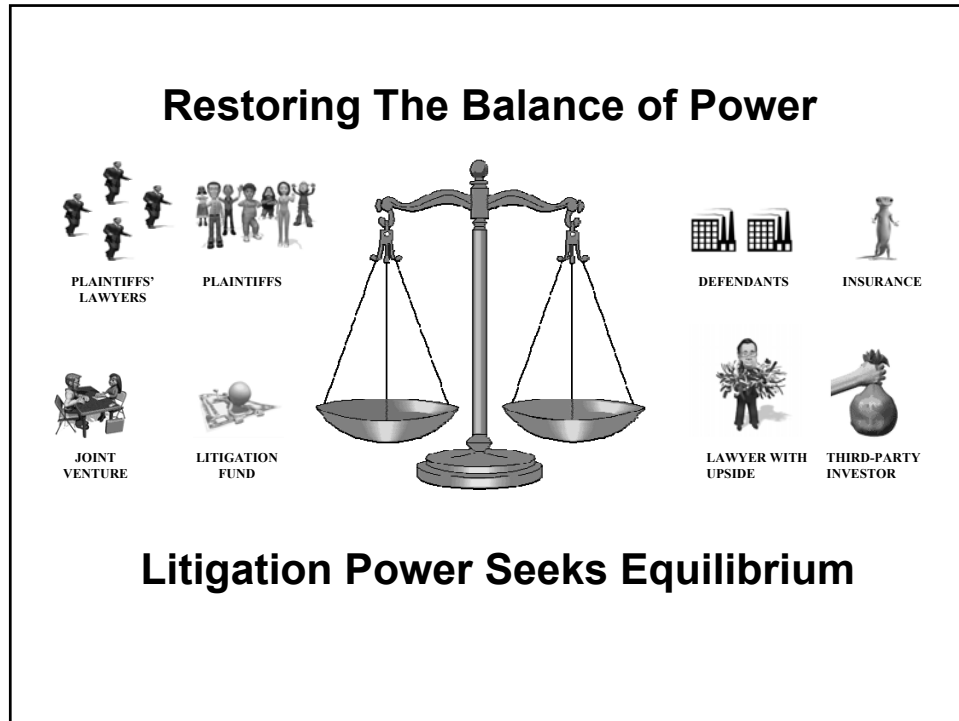 Restoring The Balance of Power
PLAINTIFFS'
LAWYERS
PLAINTIFFS
DEFENDANTS
INSURANCE
JOINT
VENTURE
LITIGATION
FUND
LAWYER WITH
UPSIDE
THIRD-PARTY
INVESTOR
Litigation Power Seeks Equilibrium